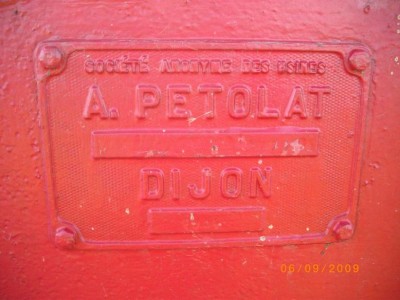 SOCIÉTÉ ANONYME DES USINES
A. PETOLAT
DIJON
06/09/2009